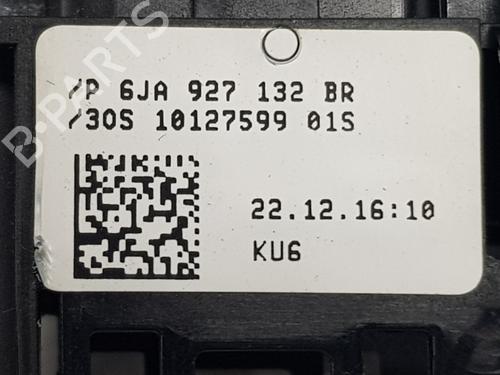 /P 6JA 927 132 BR
/30S 10127599 01S
22.12.16:10
KU6
B-PARTS